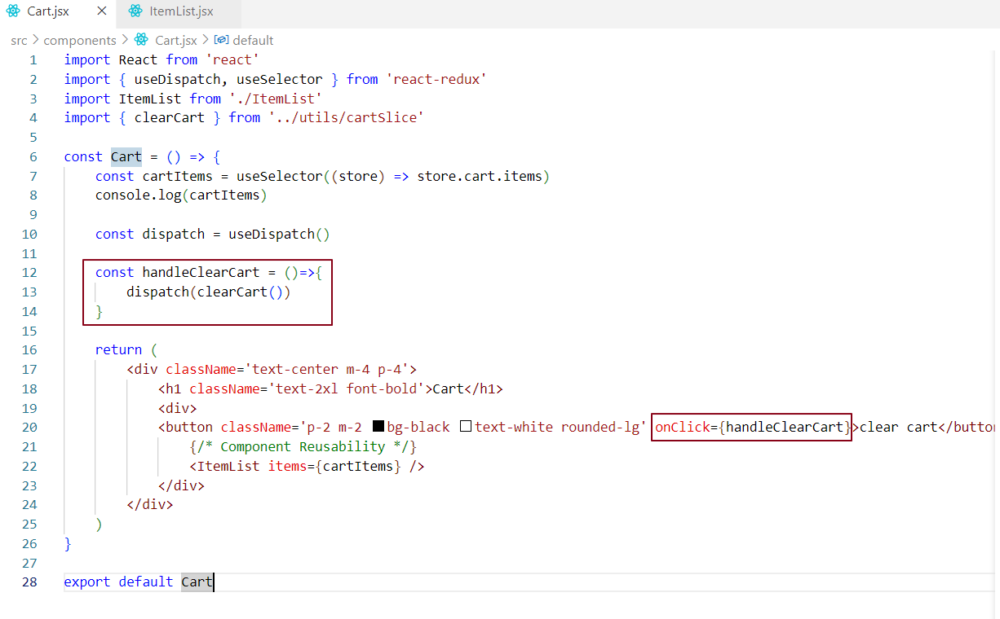 Cart.jsx × ItemList.jsx
src > components > Cart.jsx > default
1 import React from 'react'
2 import { useDispatch, useSelector } from 'react-redux'
3 import ItemList from './ItemList'
4 import { clearCart } from '../utils/cartSlice'
5
6 const Cart = () => {
7 const cartItems = useSelector((store) => store.cart.items)
8 console.log(cartItems)
9
10 const dispatch = useDispatch()
11
12 const handleClearCart = ()=>{
13 dispatch(clearCart())
14 }
15
16 return (
17 <div className='text-center m-4 p-4'>
18 <h1 className='text-2xl font-bold'>Cart</h1>
19 <div>
20 <button className='p-2 m-2 bg-black text-white rounded-lg' onClick={handleClearCart}>clear cart</button
21 {/* Component Reusability */}
22 <ItemList items={cartItems} />
23 </div>
24 </div>
25 )
26 }
27
28 export default Cart